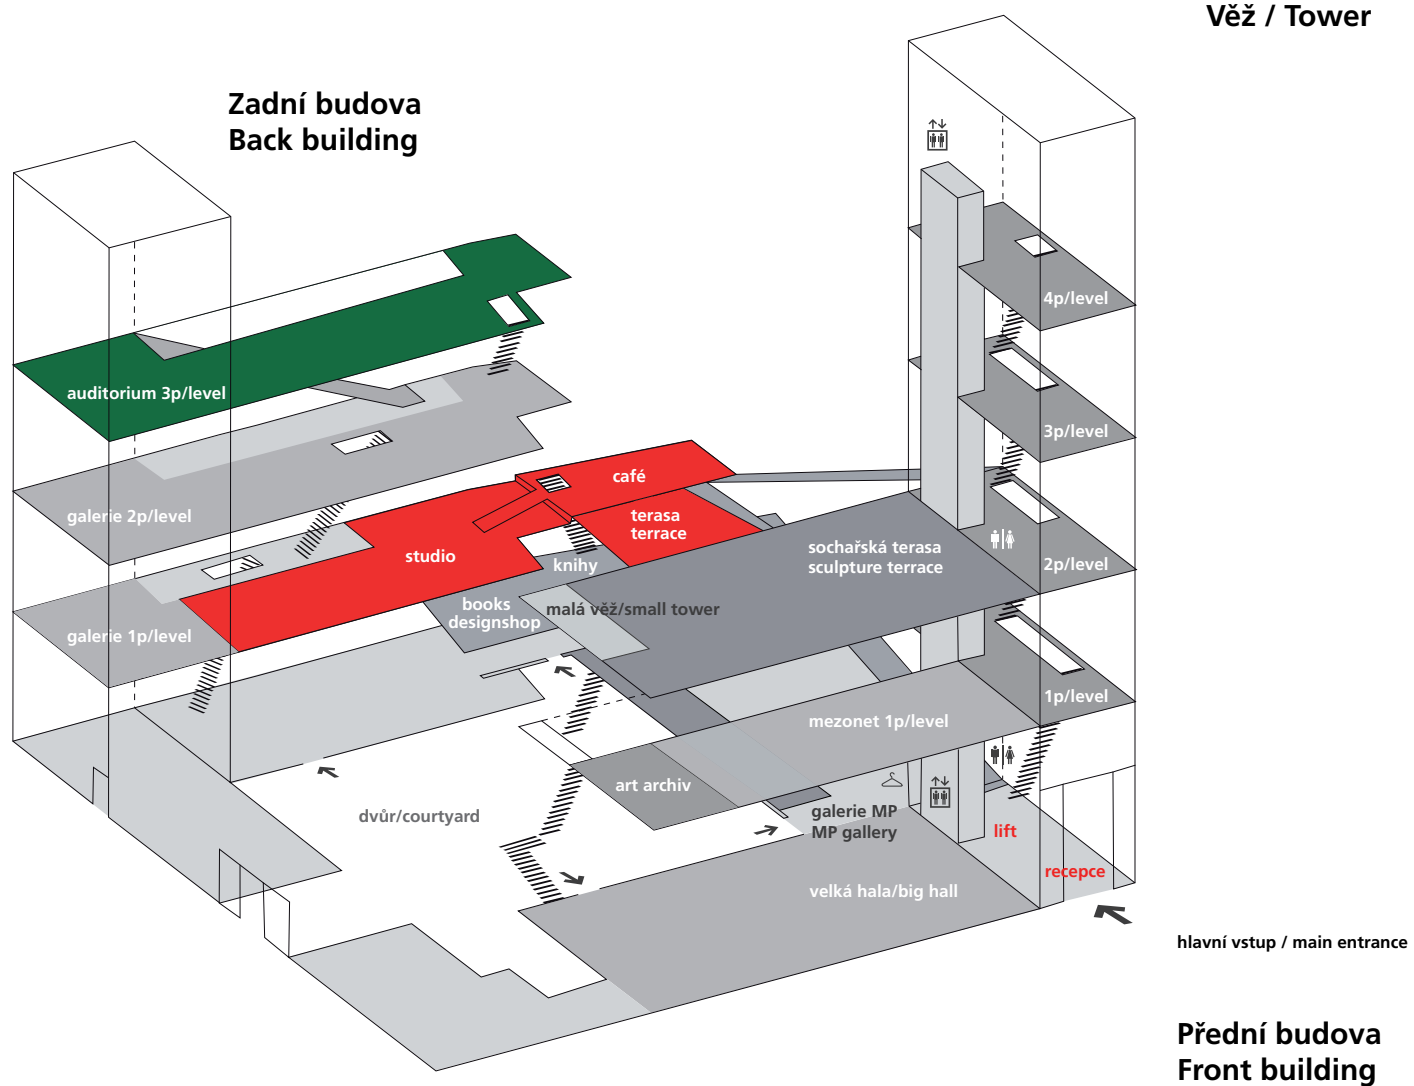 Věž / Tower
Zadní budova
Back building
4p/level
auditorium 3p/level
3p/level
café
galerie 2p/level
terasa
terrace
sochařská terasa
sculpture terrace
2p/level
studio
knihy
books
designshop
malá věž/small tower
galerie 1p/level
1p/level
mezonet 1p/level
art archiv
dvůr/courtyard
galerie MP
MP gallery
lift
recepce
velká hala/big hall
hlavní vstup / main entrance
Přední budova
Front building